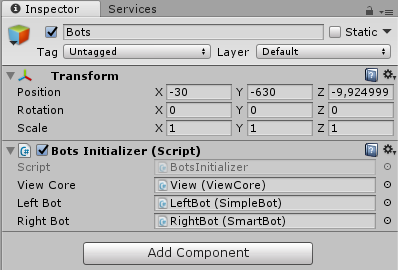 Inspector Services
Bots Static
Tag Untagged Layer Default
Transform
Position X -30 Y -630 Z -9,924999
Rotation X 0 Y 0 Z 0
Scale X 1 Y 1 Z 1
Bots Initializer (Script)
Script BotsInitializer
View Core View (ViewCore)
Left Bot LeftBot (SimpleBot)
Right Bot RightBot (SmartBot)
Add Component